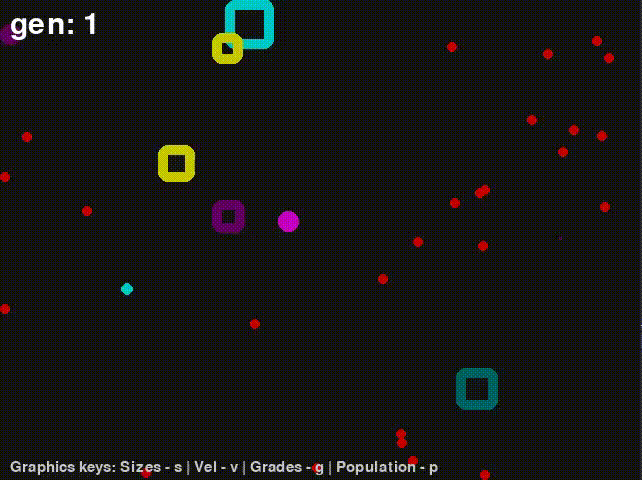 gen: 1
Graphics keys: Sizes - s | Vel - v | Grades - g | Population - p